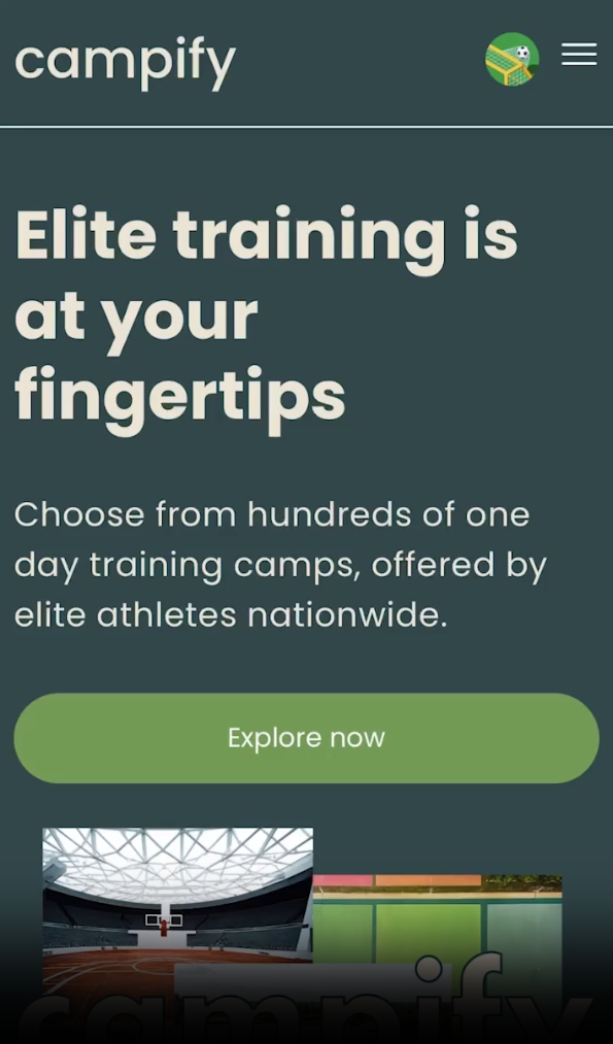 campify
Elite training is
at your
fingertips
Choose from hundreds of one
day training camps, offered by
elite athletes nationwide.
Explore now
campify